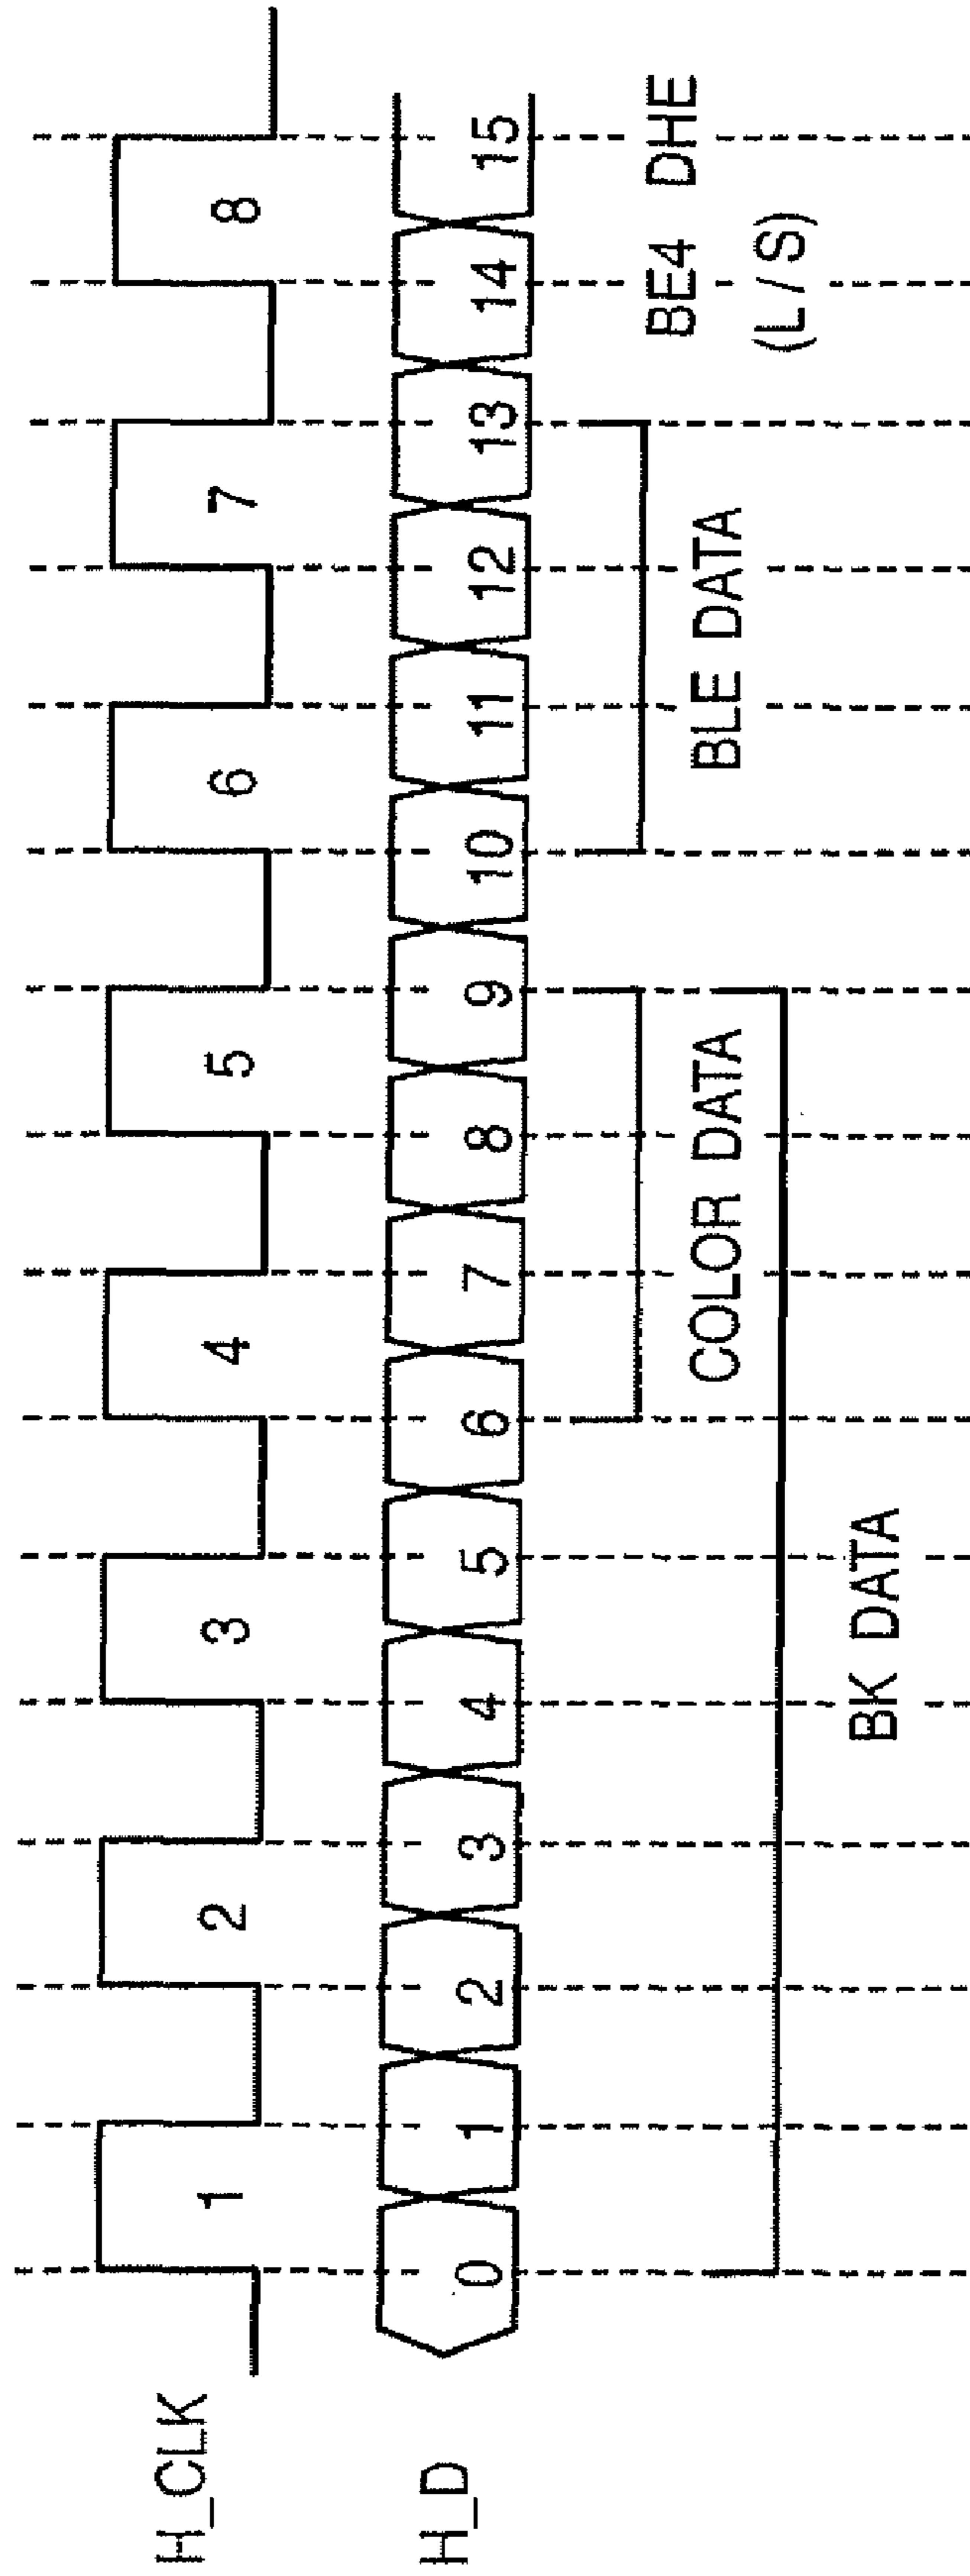 H_CLK 1 2 3 4 5 6 7 8
H_D 0 1 2 3 4 5 6 7 8 9 10 11 12 13 14 15
COLOR DATA BLE DATA BE4 DHE
(L/S)
BK DATA